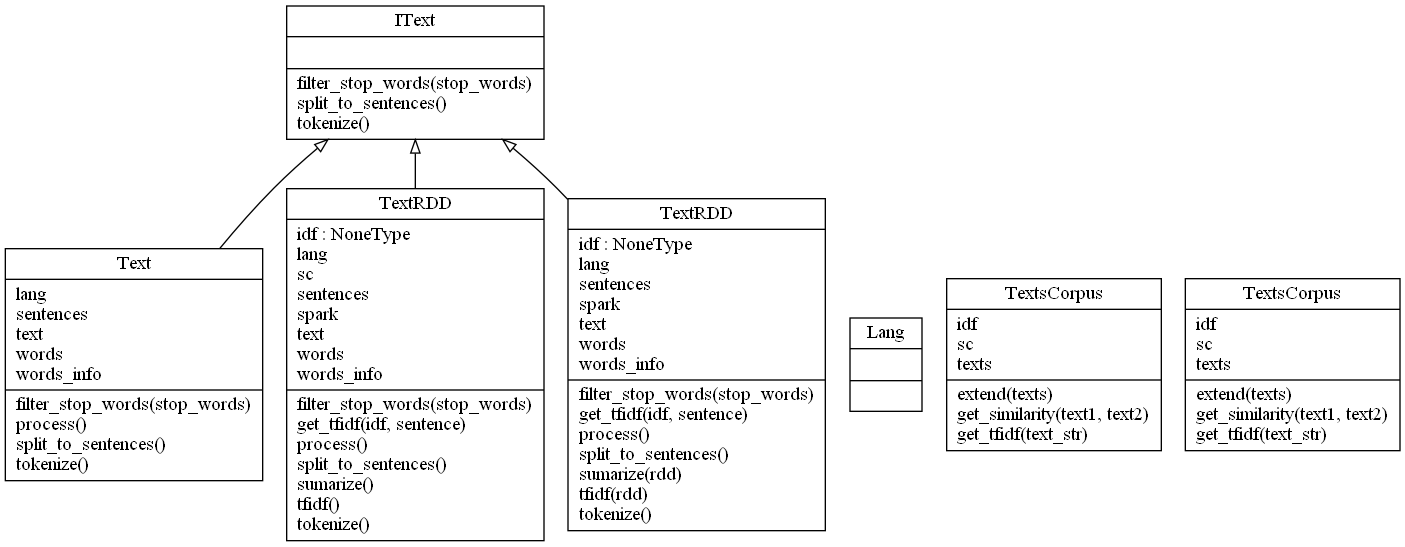 IText
filter_stop_words(stop_words)
split_to_sentences()
tokenize()
Text
lang
sentences
text
words
words_info
filter_stop_words(stop_words)
process()
split_to_sentences()
tokenize()
TextRDD
idf : NoneType
lang
sc
sentences
spark
text
words
words_info
filter_stop_words(stop_words)
get_tfidf(idf, sentence)
process()
split_to_sentences()
sumarize()
tfidf()
tokenize()
TextRDD
idf : NoneType
lang
sentences
spark
text
words
words_info
filter_stop_words(stop_words)
get_tfidf(idf, sentence)
process()
split_to_sentences()
sumarize(rdd)
tfidf(rdd)
tokenize()
Lang
TextsCorpus
idf
sc
texts
extend(texts)
get_similarity(text1, text2)
get_tfidf(text_str)
TextsCorpus
idf
sc
texts
extend(texts)
get_similarity(text1, text2)
get_tfidf(text_str)